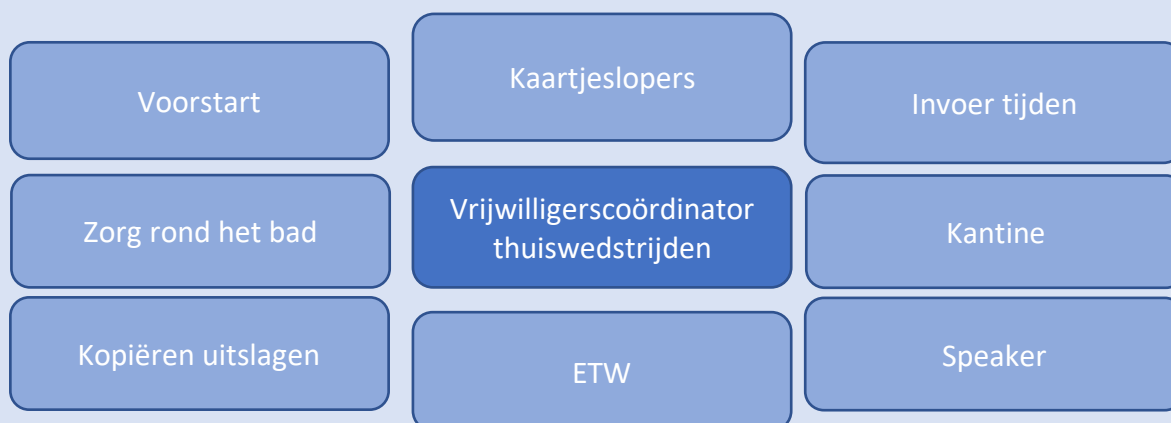 Voorstart
Kaartjeslopers
Invoer tijden
Zorg rond het bad
Vrijwilligerscoördinator
thuiswedstrijden
Kantine
Kopiëren uitslagen
ETW
Speaker